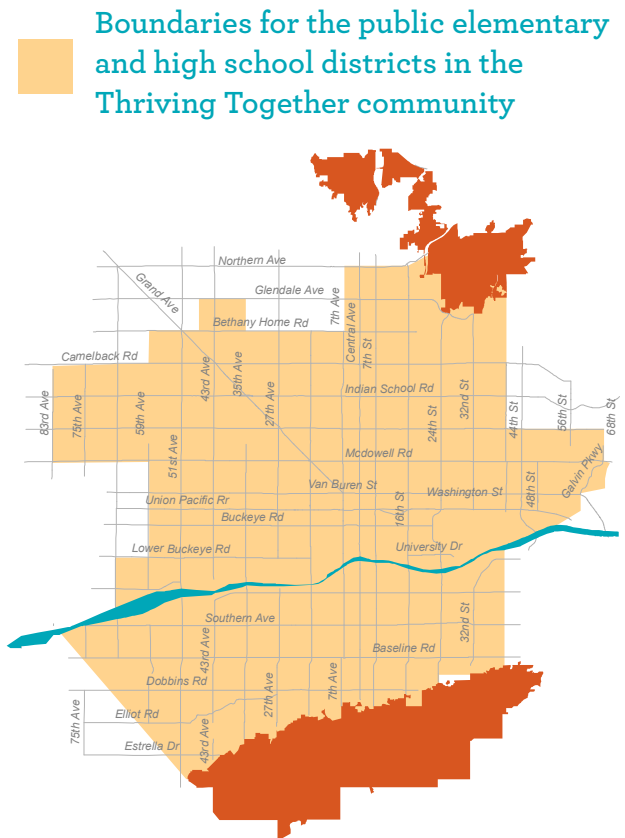 Boundaries for the public elementary
and high school districts in the
Thriving Together community
Northern Ave
Grand Ave
Glendale Ave
7th Ave
Bethany Home Rd
Central Ave
7th St
Camelback Rd
43rd Ave
35th Ave
27th Ave
Indian School Rd
83rd Ave
75th Ave
59th Ave
24th St
32nd St
44th St
56th St
68th St
51st Ave
Mcdowell Rd
Galvin Pkwy
Van Buren St
Washington St
48th St
Union Pacific Rr
16th St
Buckeye Rd
Lower Buckeye Rd
University Dr
Southern Ave
32nd St
43rd Ave
Baseline Rd
Dobbins Rd
27th Ave
7th Ave
75th Ave
Elliot Rd
43rd Ave
Estrella Dr